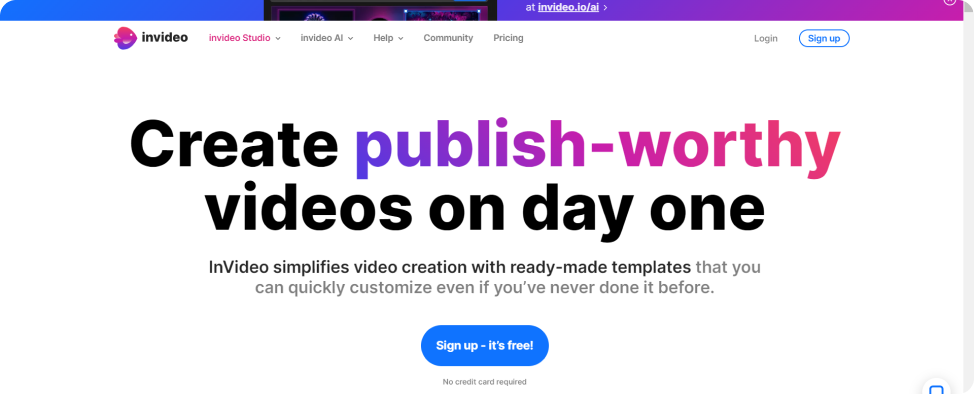 at invideo.io/ai >
invideo
invideo Studio
invideo AI
Help
Community
Pricing
Login
Sign up
Create publish-worthy
videos on day one
InVideo simplifies video creation with ready-made templates that you
can quickly customize even if you've never done it before.
Sign up - it's free!
No credit card required